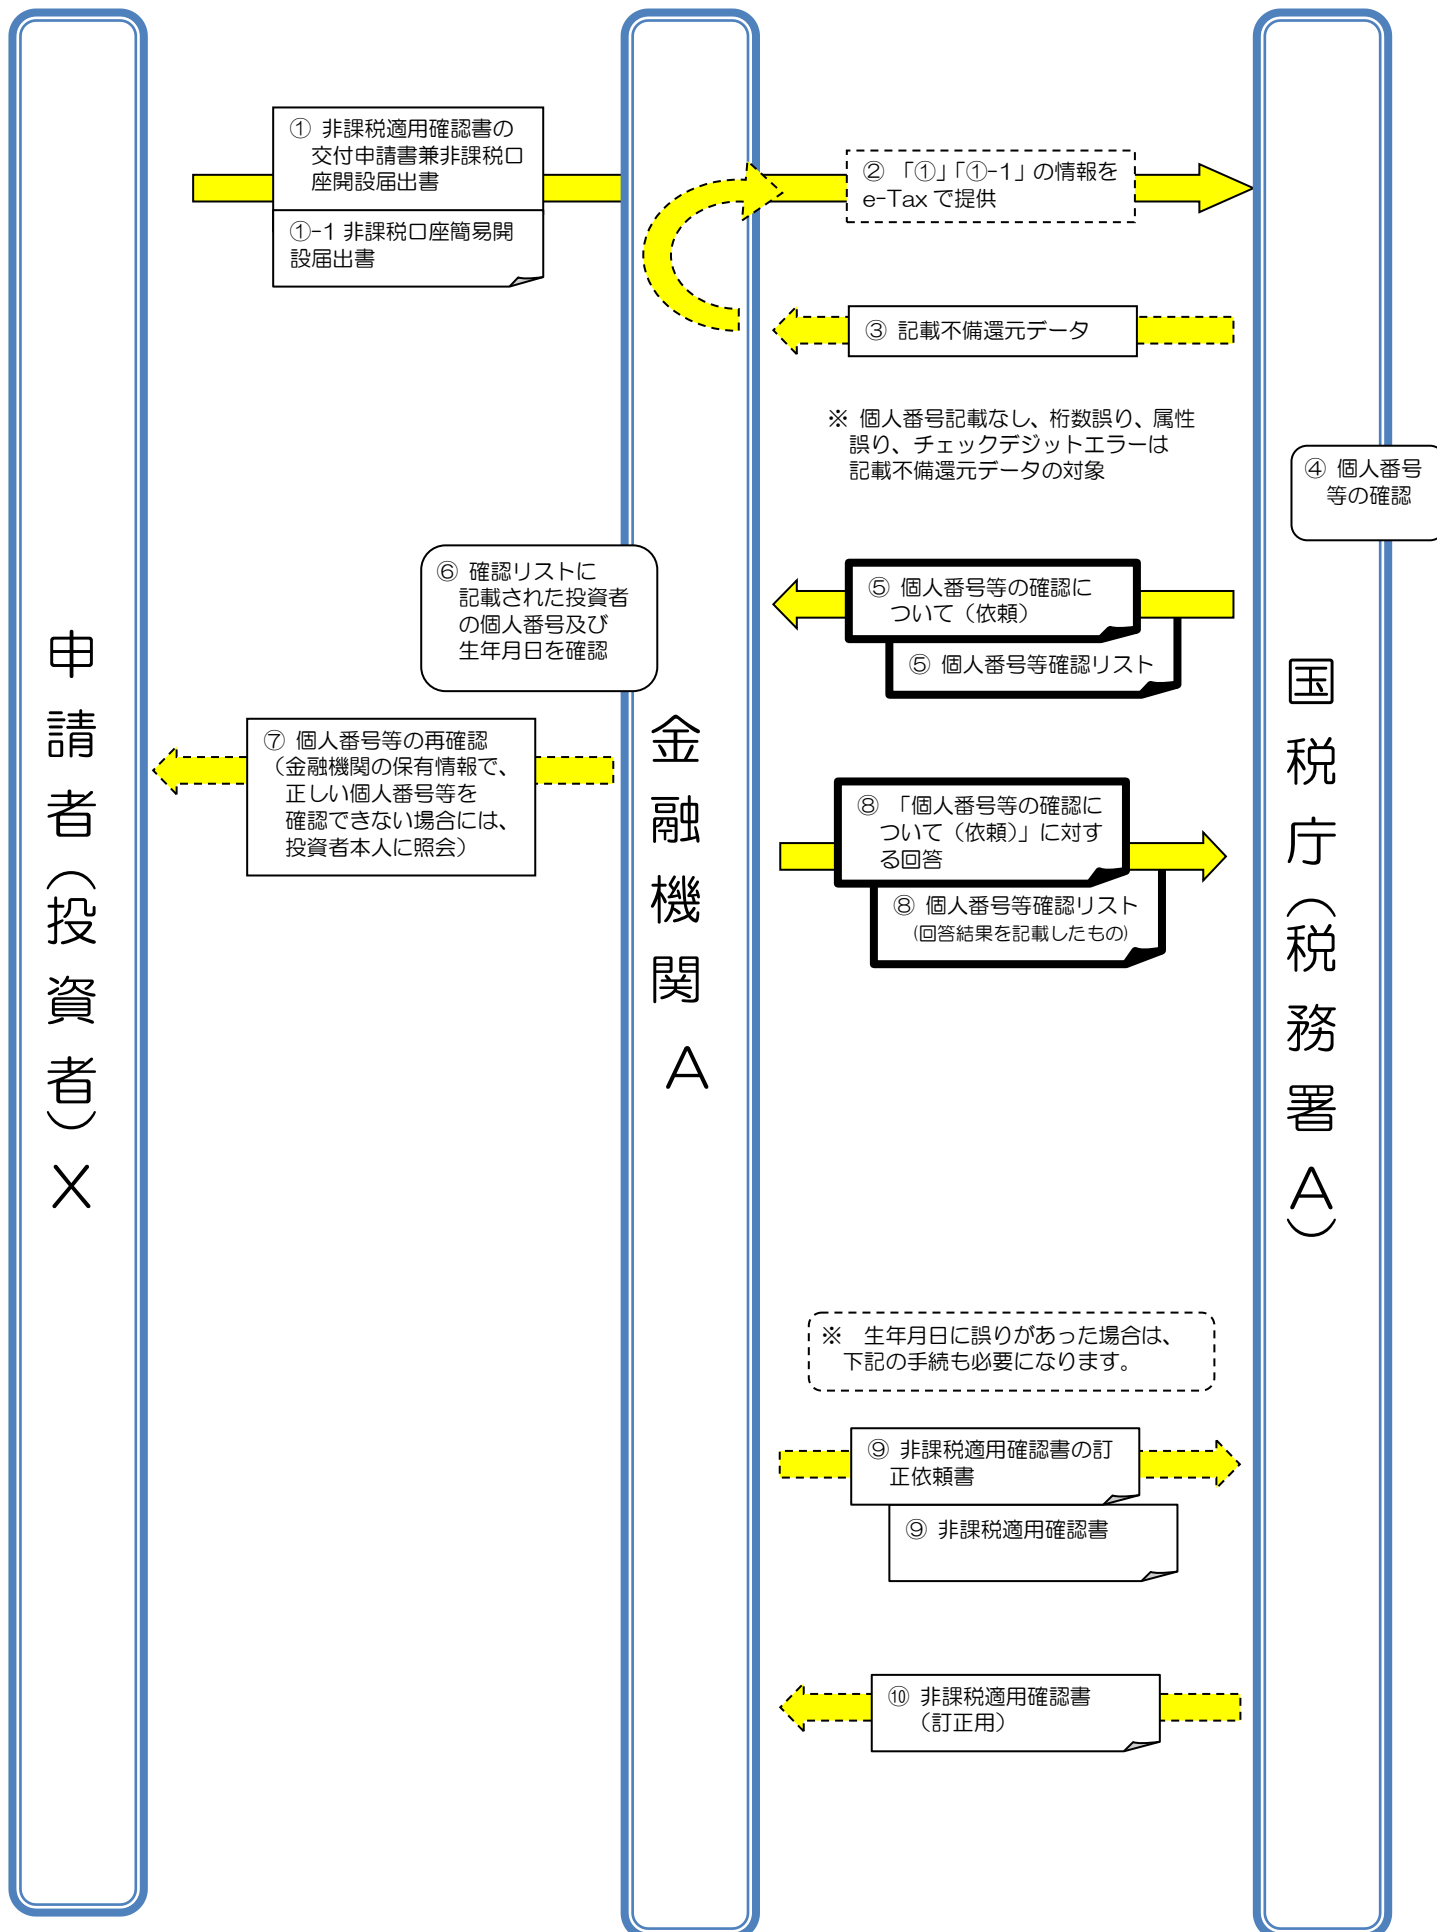 ① 非課税適用確認書の
交付申請書兼非課税口
座開設届出書
①-1 非課税口座簡易開
設届出書
② 「①」「①-1」の情報を
e-Tax で提供
③ 記載不備還元データ
※ 個人番号記載なし、桁数誤り、属性
誤り、チェックデジットエラーは
記載不備還元データの対象
④ 個人番号
等の確認
⑤ 個人番号等の確認に
ついて（依頼）
⑤ 個人番号等確認リスト
⑥ 確認リストに
記載された投資者
の個人番号及び
生年月日を確認
⑦ 個人番号等の再確認
（金融機関の保有情報で、
正しい個人番号等を
確認できない場合には、
投資者本人に照会）
⑧ 「個人番号等の確認に
ついて（依頼）」に対す
る回答
⑧ 個人番号等確認リスト
(回答結果を記載したもの)
申請者（投資者）X
金融機関 A
国税庁（税務署A）
※　生年月日に誤りがあった場合は、
下記の手続も必要になります。
⑨ 非課税適用確認書の訂
正依頼書
⑨ 非課税適用確認書
⑩ 非課税適用確認書
（訂正用）